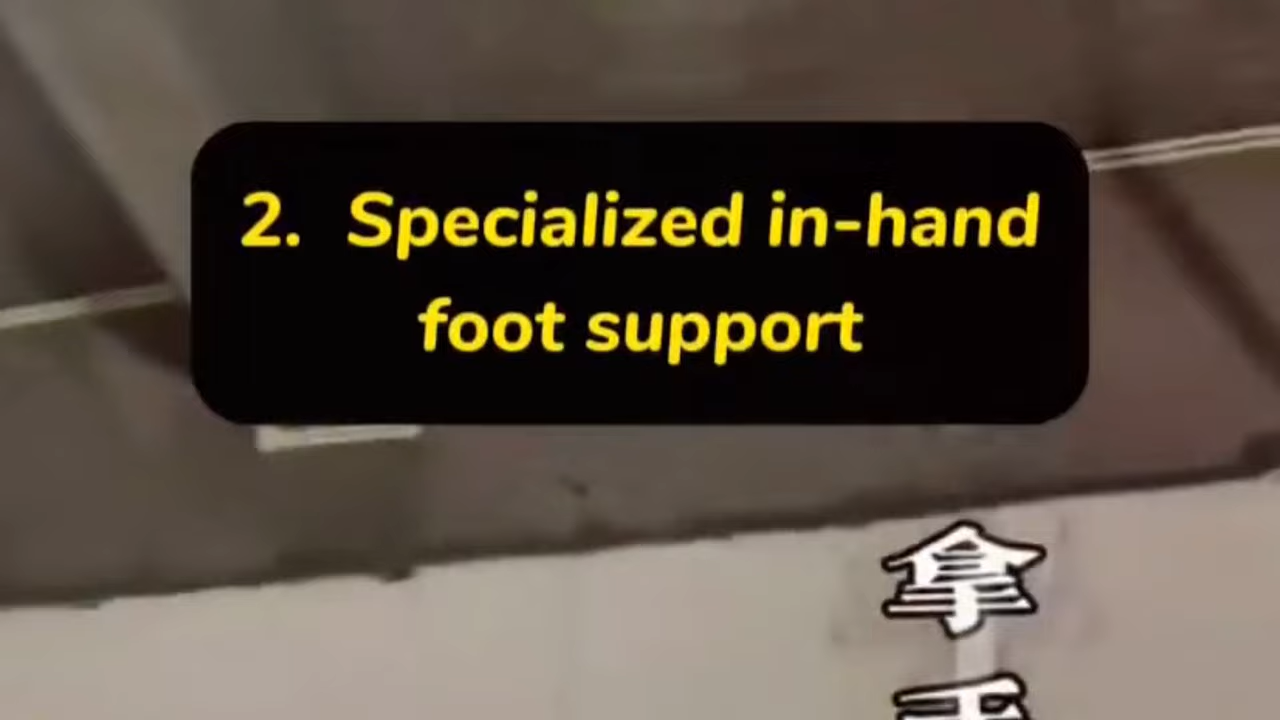 2. Specialized in-hand
foot support
拿